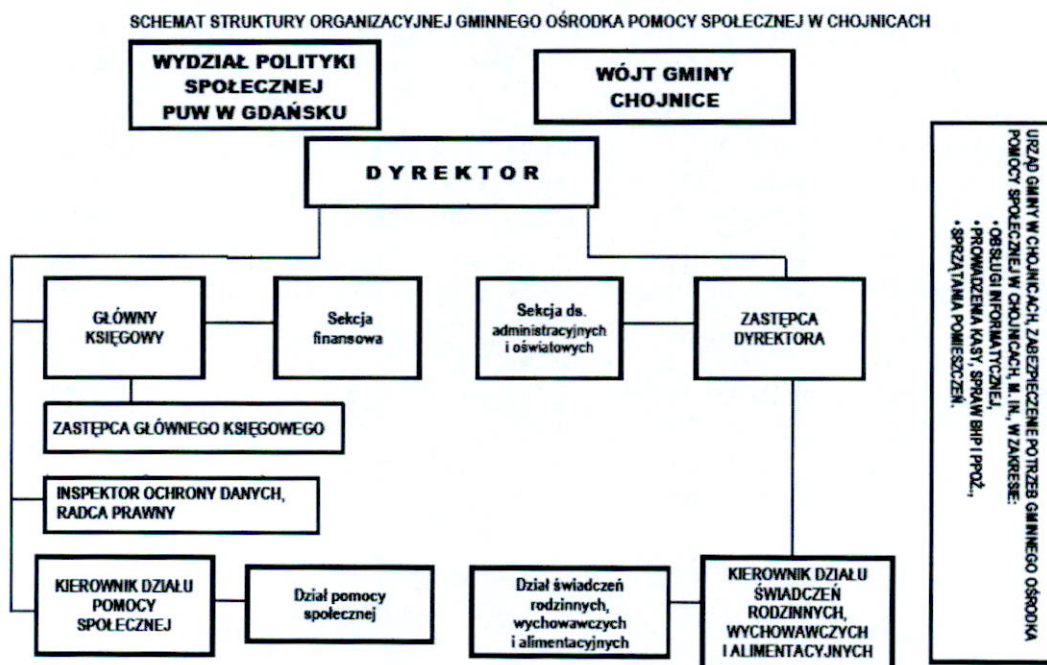 SCHEMAT STRUKTURY ORGANIZACYJNEJ GMINNEGO OŚRODKA POMOCY SPOŁECZNEJ W CHOJNICACH
WYDZIAŁ POLITYKI
SPOŁECZNEJ
PUW W GDAŃSKU
WÓJT GMINY
CHOJNICE
DYREKTOR
GŁÓWNY
KSIĘGOWY
Sekcja
finansowa
Sekcja ds.
administracyjnych
i oświatowych
ZASTĘPCA
DYREKTORA
ZASTĘPCA GŁÓWNEGO KSIĘGOWEGO
INSPEKTOR OCHRONY DANYCH,
RADCA PRAWNY
KIEROWNIK DZIAŁU
POMOCY
SPOŁECZNEJ
Dział pomocy
społecznej
Dział świadczeń
rodzinnych,
wychowawczych
i alimentacyjnych
KIEROWNIK DZIAŁU
ŚWIADCZEŃ
RODZINNYCH,
WYCHOWAWCZYCH
I ALIMENTACYJNYCH
URZĄD GMINY W CHOJNICACH, ZABEZPIECZENIE POTRZEB GMINNEGO OŚRODKA
POMOCY SPOŁECZNEJ W CHOJNICACH, M. IN., W ZAKRESIE:
•OBSŁUGI INFORMATYCZNEJ,
•PROWADZENIA KASY, SPRAW BHP I PPOŻ.,
•SPRZĄTANIA POMIESZCZEŃ.